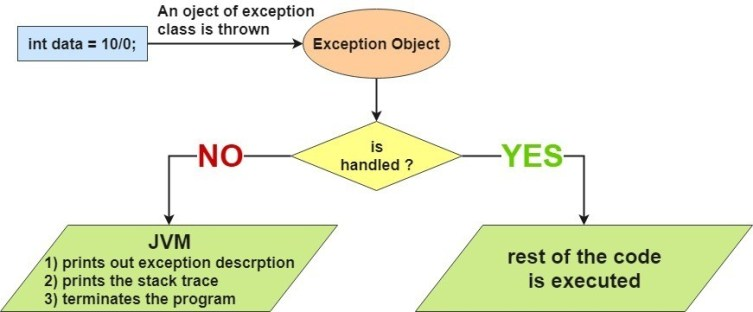 An oject of exception
class is thrown
int data = 10/0;
Exception Object
is
handled ?
NO
YES
JVM
1) prints out exception descrption
2) prints the stack trace
3) terminates the program
rest of the code
is executed